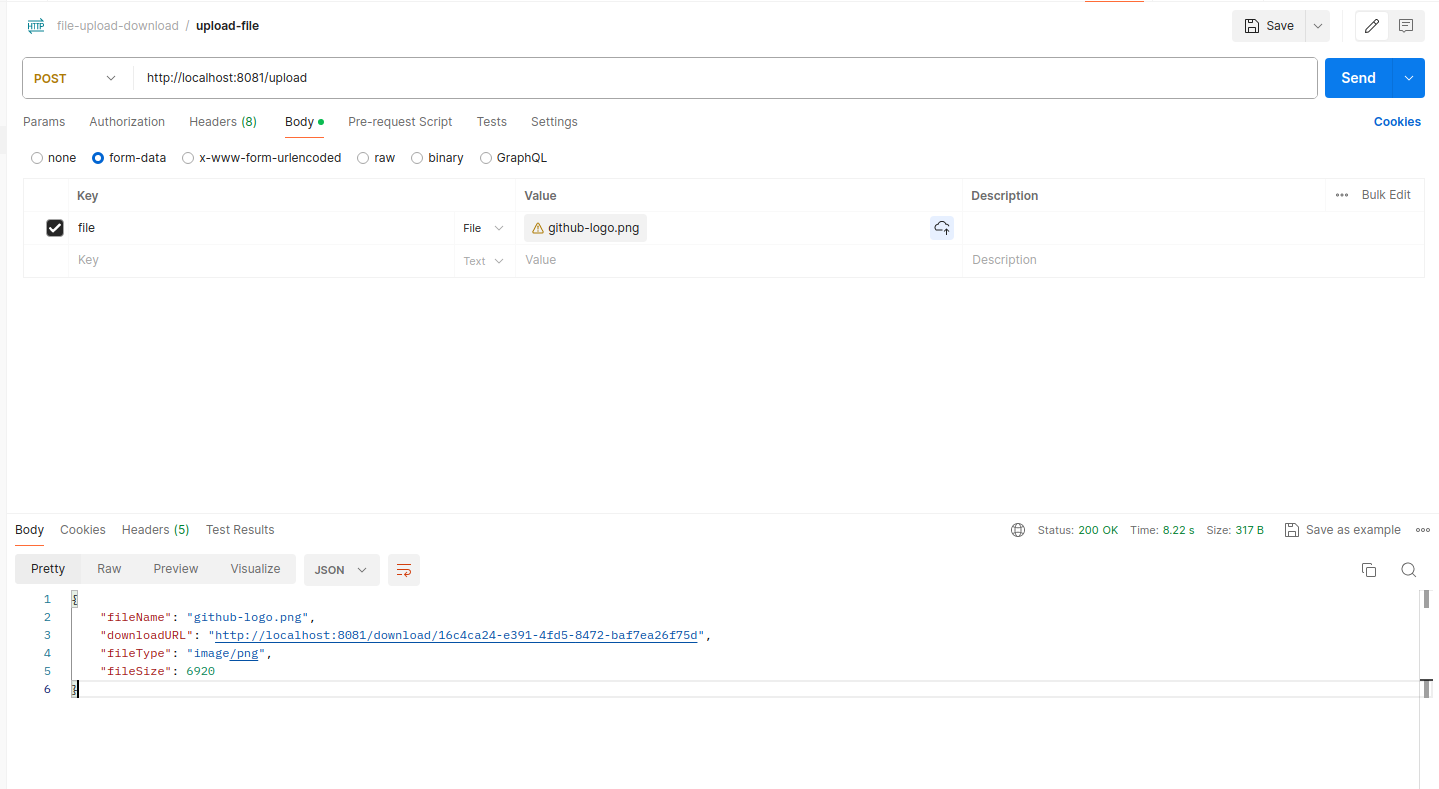 HTTP file-upload-download / upload-file Save
POST http://localhost:8081/upload Send
Params Authorization Headers (8) Body Pre-request Script Tests Settings Cookies
none form-data x-www-form-urlencoded raw binary GraphQL
Key Value Description Bulk Edit
file File github-logo.png
Key Text Value Description
Body Cookies Headers (5) Test Results Status: 200 OK Time: 8.22 s Size: 317 B Save as example
Pretty Raw Preview Visualize JSON
1 {
2 "fileName": "github-logo.png",
3 "downloadURL": "http://localhost:8081/download/16c4ca24-e391-4fd5-8472-baf7ea26f75d",
4 "fileType": "image/png",
5 "fileSize": 6920
6 }